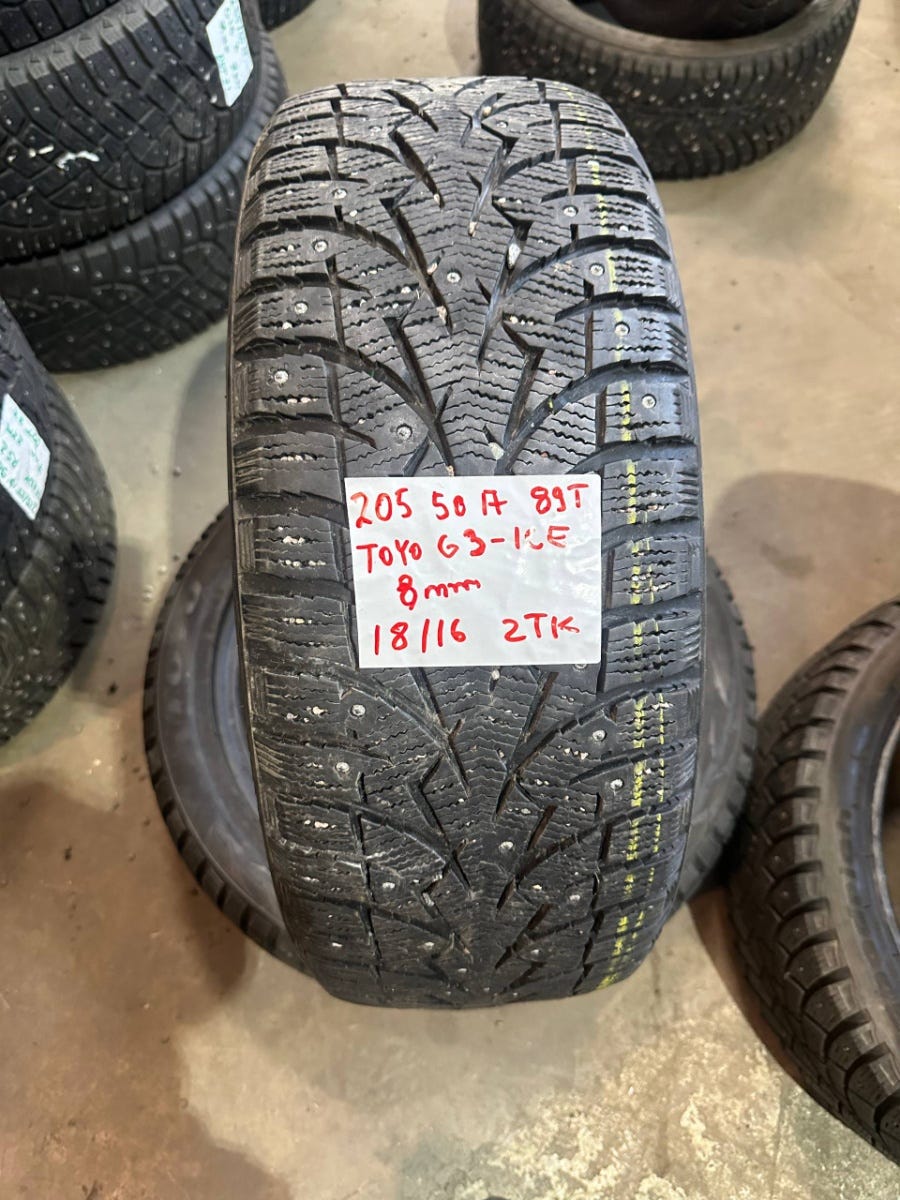 205 50 17 89T
TOYO G3-ICE
8mm
18/16 2TK